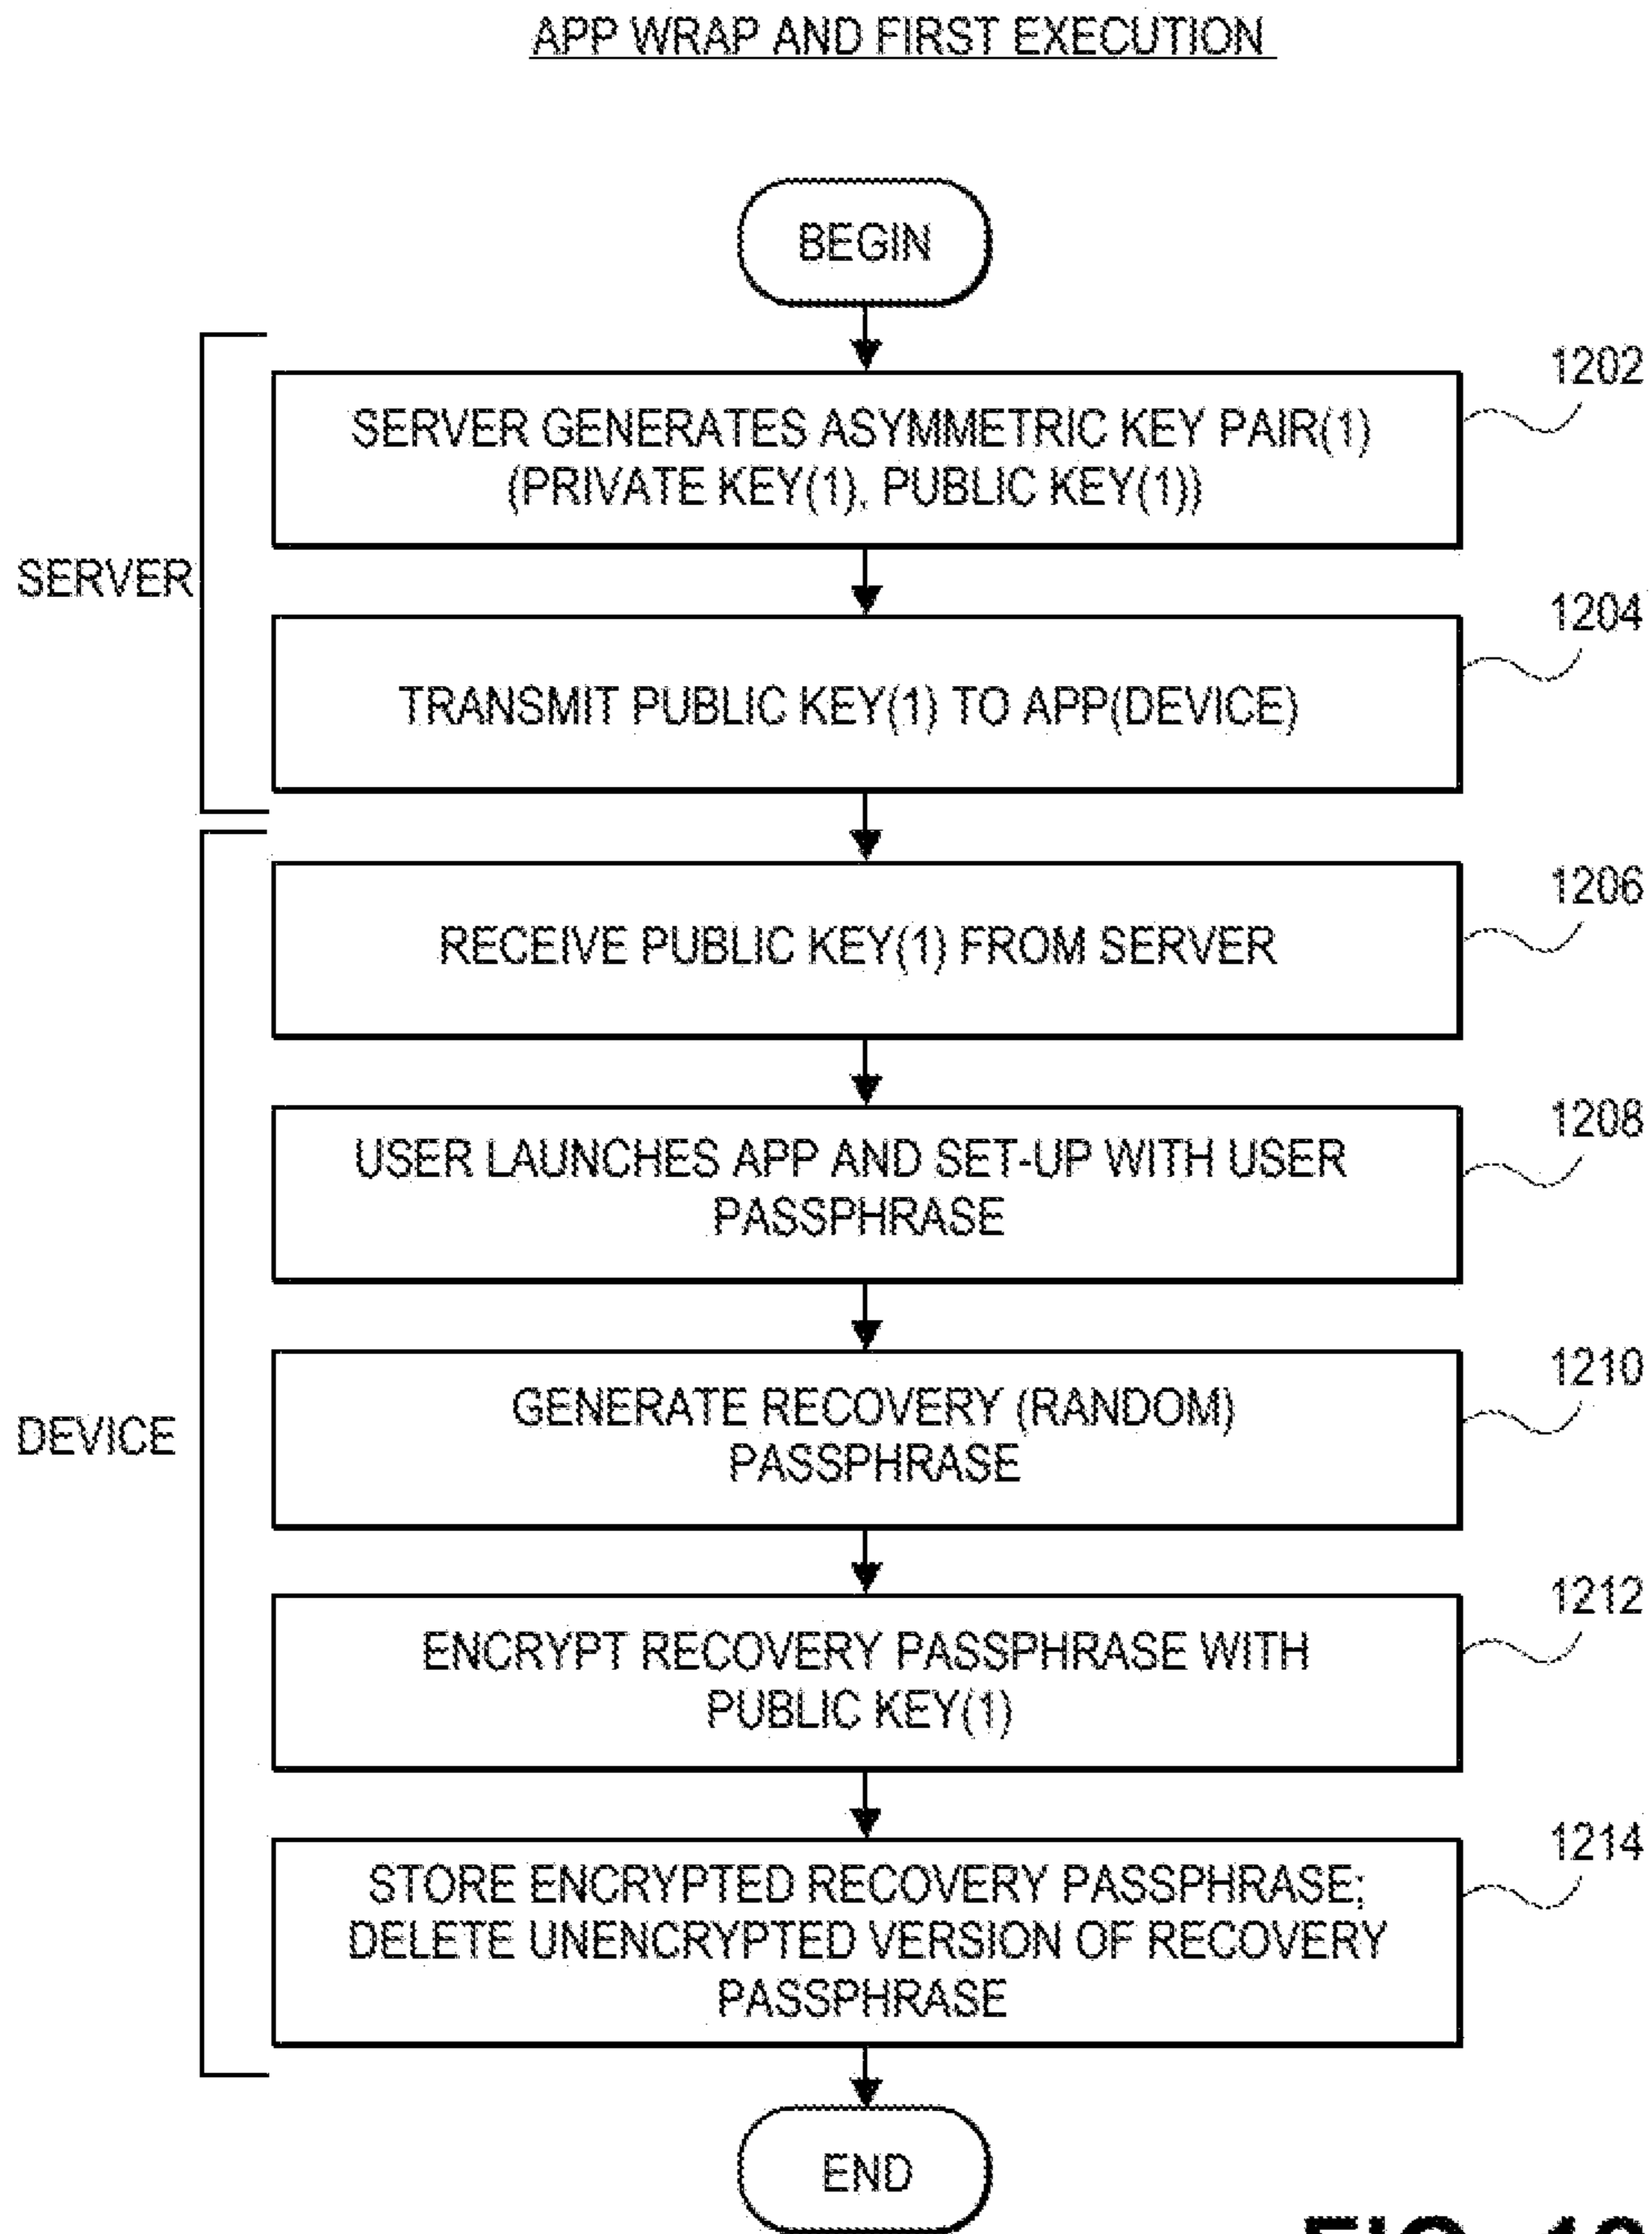 APP WRAP AND FIRST EXECUTION
BEGIN
1202
SERVER GENERATES ASYMMETRIC KEY PAIR(1)
(PRIVATE KEY(1), PUBLIC KEY(1))
SERVER
1204
TRANSMIT PUBLIC KEY(1) TO APP(DEVICE)
1206
RECEIVE PUBLIC KEY(1) FROM SERVER
1208
USER LAUNCHES APP AND SET-UP WITH USER
PASSPHRASE
1210
GENERATE RECOVERY (RANDOM)
PASSPHRASE
DEVICE
1212
ENCRYPT RECOVERY PASSPHRASE WITH
PUBLIC KEY(1)
1214
STORE ENCRYPTED RECOVERY PASSPHRASE;
DELETE UNENCRYPTED VERSION OF RECOVERY
PASSPHRASE
END